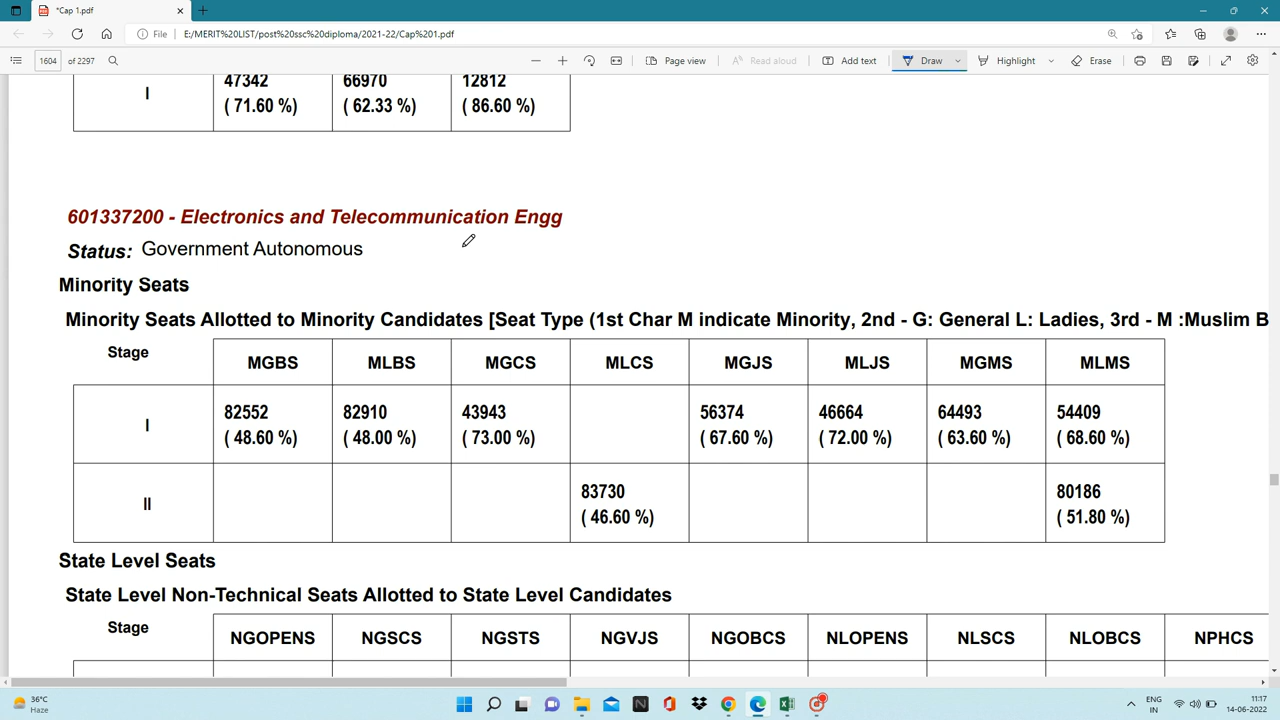 *Cap 1.pdf
File E:/MERIT%20LIST/post%20ssc%20diploma/2021-22/Cap%201.pdf
1604 of 2297 Page view Read aloud Add text Draw Highlight Erase
47342 66970 12812
I
( 71.60 %) ( 62.33 %) ( 86.60 %)
601337200 - Electronics and Telecommunication Engg
Status: Government Autonomous
Minority Seats
Minority Seats Allotted to Minority Candidates [Seat Type (1st Char M indicate Minority, 2nd - G: General L: Ladies, 3rd - M :Muslim B
Stage MGBS MLBS MGCS MLCS MGJS MLJS MGMS MLMS
82552 82910 43943 56374 46664 64493 54409
I
( 48.60 %) ( 48.00 %) ( 73.00 %) ( 67.60 %) ( 72.00 %) ( 63.60 %) ( 68.60 %)
83730 80186
II
( 46.60 %) ( 51.80 %)
State Level Seats
State Level Non-Technical Seats Allotted to State Level Candidates
Stage NGOPENS NGSCS NGSTS NGVJS NGOBCS NLOPENS NLSCS NLOBCS NPHCS
36°C
Haze
ENG
IN
11:17
14-06-2022